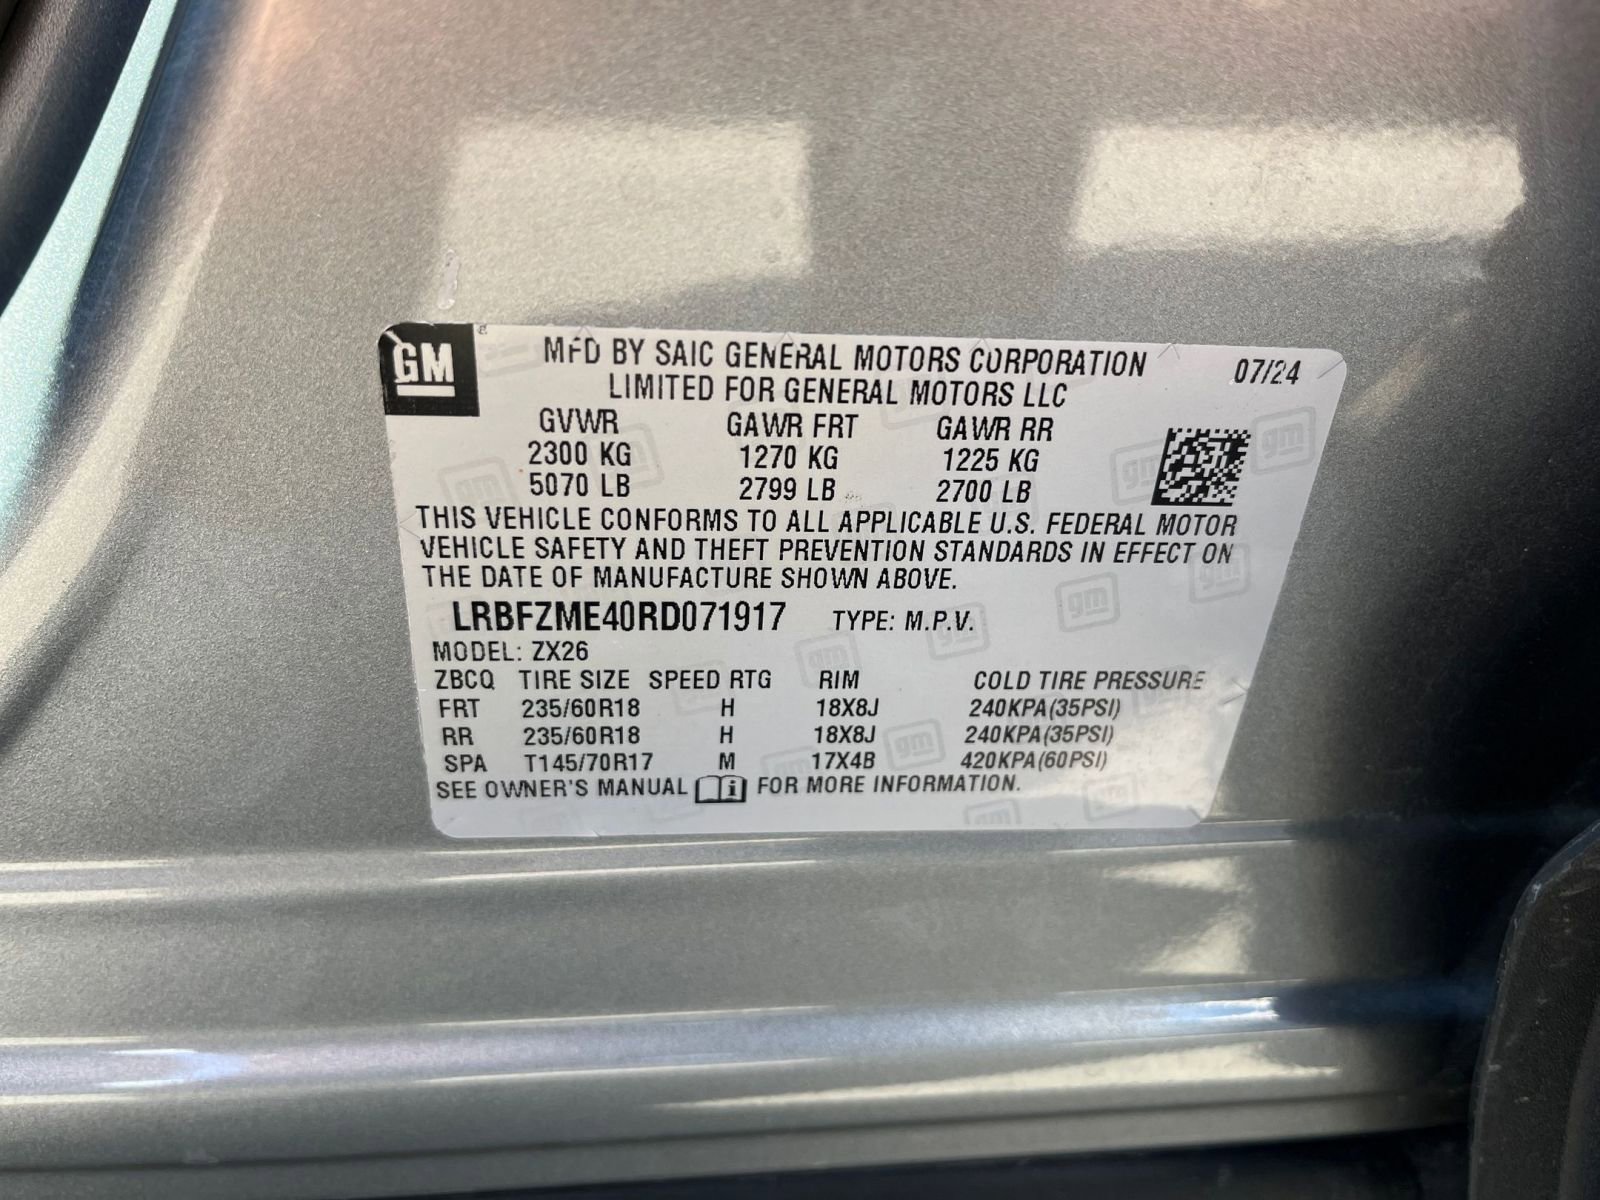 GM
MFD BY SAIC GENERAL MOTORS CORPORATION 07/24
LIMITED FOR GENERAL MOTORS LLC
GVWR GAWR FRT GAWR RR
2300 KG 1270 KG 1225 KG
5070 LB 2799 LB 2700 LB
THIS VEHICLE CONFORMS TO ALL APPLICABLE U.S. FEDERAL MOTOR
VEHICLE SAFETY AND THEFT PREVENTION STANDARDS IN EFFECT ON
THE DATE OF MANUFACTURE SHOWN ABOVE.
LRBFZME40RD071917 TYPE: M.P.V.
MODEL: ZX26
ZBCQ TIRE SIZE SPEED RTG RIM COLD TIRE PRESSURE
FRT 235/60R18 H 18X8J 240KPA(35PSI)
RR 235/60R18 H 18X8J 240KPA(35PSI)
SPA T145/70R17 M 17X4B 420KPA(60PSI)
SEE OWNER'S MANUAL i FOR MORE INFORMATION.